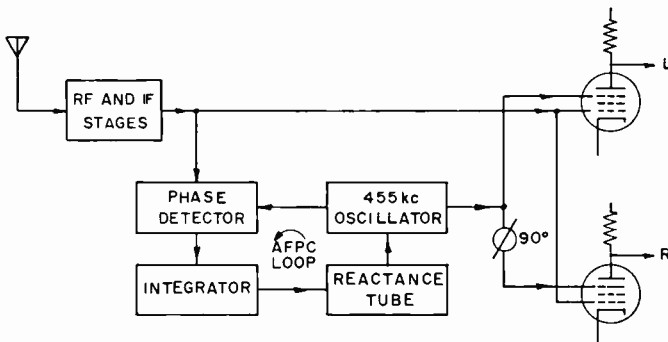 L
RF AND IF
STAGES
PHASE
DETECTOR
455kc
OSCILLATOR
90°
AFPC
LOOP
R
INTEGRATOR
REACTANCE
TUBE